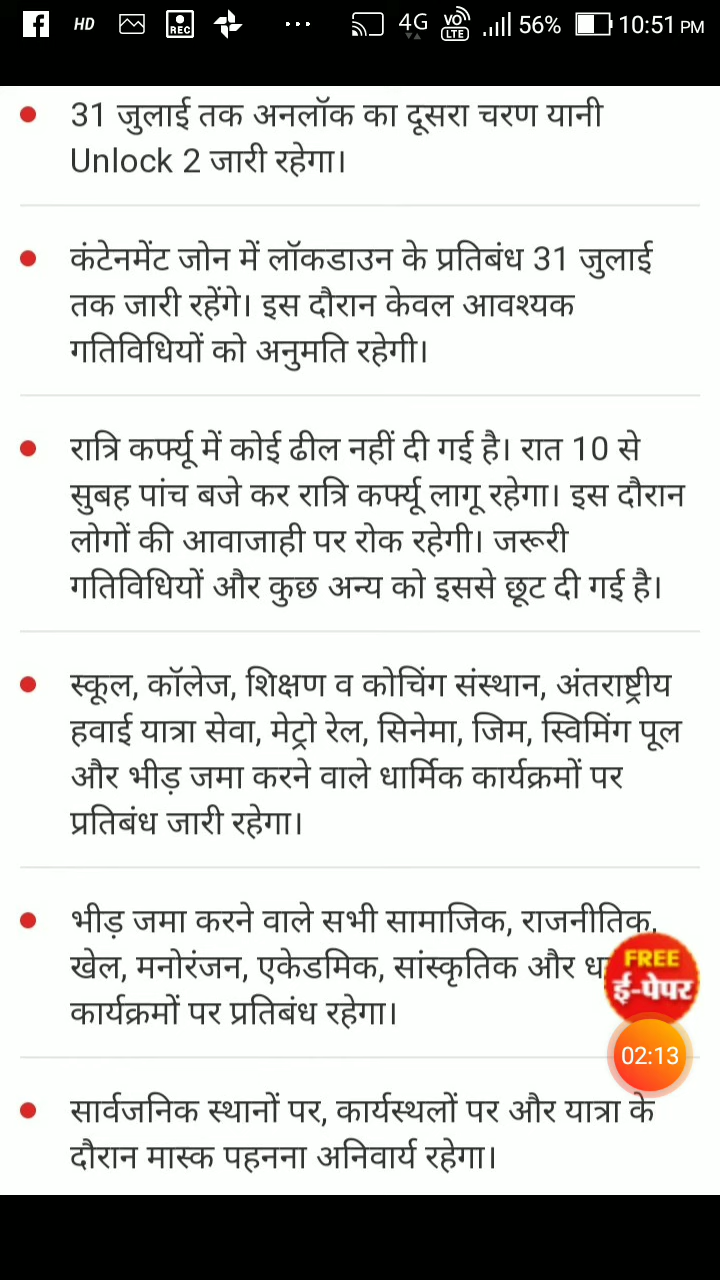 HD REC ... 4G VO LTE 56% 10:51 PM
31 जुलाई तक अनलॉक का दूसरा चरण यानी
Unlock 2 जारी रहेगा।
कंटेनमेंट जोन में लॉकडाउन के प्रतिबंध 31 जुलाई
तक जारी रहेंगे। इस दौरान केवल आवश्यक
गतिविधियों को अनुमति रहेगी।
रात्रि कर्फ्यू में कोई ढील नहीं दी गई है। रात 10 से
सुबह पांच बजे कर रात्रि कर्फ्यू लागू रहेगा। इस दौरान
लोगों की आवाजाही पर रोक रहेगी। जरूरी
गतिविधियों और कुछ अन्य को इससे छूट दी गई है।
स्कूल, कॉलेज, शिक्षण व कोचिंग संस्थान, अंतराष्ट्रीय
हवाई यात्रा सेवा, मेट्रो रेल, सिनेमा, जिम, स्विमिंग पूल
और भीड़ जमा करने वाले धार्मिक कार्यक्रमों पर
प्रतिबंध जारी रहेगा।
भीड़ जमा करने वाले सभी सामाजिक, राजनीतिक,
खेल, मनोरंजन, एकेडमिक, सांस्कृतिक और
कार्यक्रमों पर प्रतिबंध रहेगा।
FREE
ई-पेपर
02:13
सार्वजनिक स्थानों पर, कार्यस्थलों पर और यात्रा के
दौरान मास्क पहनना अनिवार्य रहेगा।